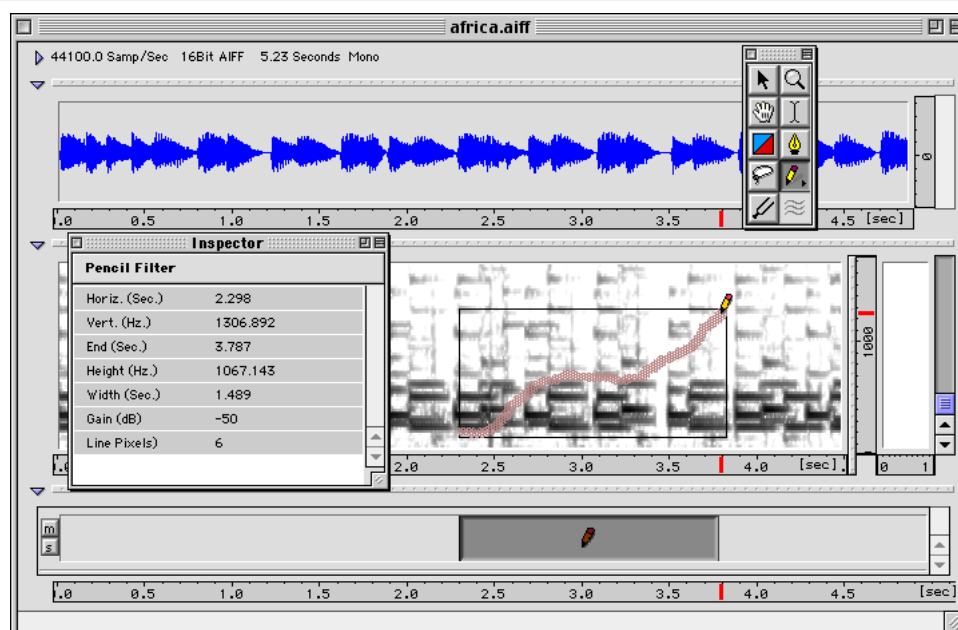 africa.aiff
44100.0 Samp/Sec 16Bit AIFF 5.23 Seconds Mono
0
.0 0.5 1.0 1.5 2.0 2.5 3.0 3.5 4.5 [sec]
Inspector
Pencil Filter
Horiz. (Sec.) 2.298
Vert. (Hz.) 1306.892
End (Sec.) 3.787
Height (Hz.) 1067.143
Width (Sec.) 1.489
Gain (dB) -50
Line Pixels) 6
1000
2.0 2.5 3.0 3.5 4.0 [sec]
0 1
m
s
.0 0.5 1.0 1.5 2.0 2.5 3.0 3.5 4.0 4.5 [sec]